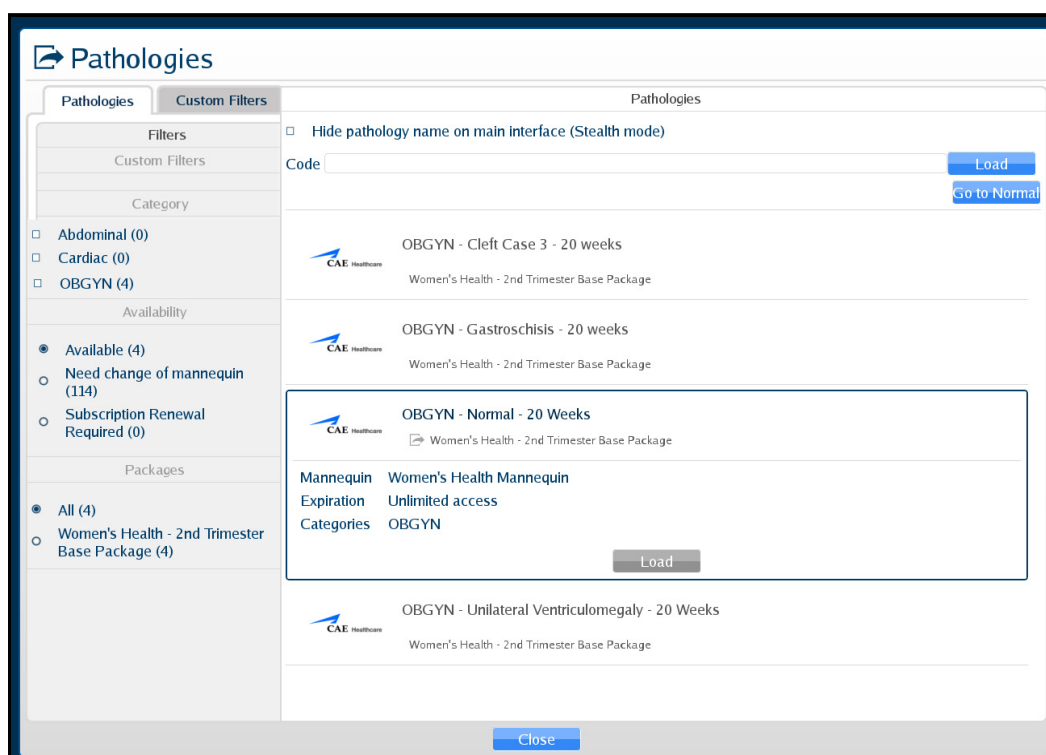 Pathologies
Pathologies
Custom Filters
Filters
Custom Filters
Category
Abdominal (0)
Cardiac (0)
OBGYN (4)
Availability
Available (4)
Need change of mannequin
(114)
Subscription Renewal
Required (0)
Packages
All (4)
Women's Health - 2nd Trimester
Base Package (4)
Pathologies
Hide pathology name on main interface (Stealth mode)
Code
Load
Go to Normal
CAE Healthcare
OBGYN - Cleft Case 3 - 20 weeks
Women's Health - 2nd Trimester Base Package
CAE Healthcare
OBGYN - Gastroschisis - 20 weeks
Women's Health - 2nd Trimester Base Package
CAE Healthcare
OBGYN - Normal - 20 Weeks
Women's Health - 2nd Trimester Base Package
Mannequin Women's Health Mannequin
Expiration Unlimited access
Categories OBGYN
Load
CAE Healthcare
OBGYN - Unilateral Ventriculomegaly - 20 Weeks
Women's Health - 2nd Trimester Base Package
Close